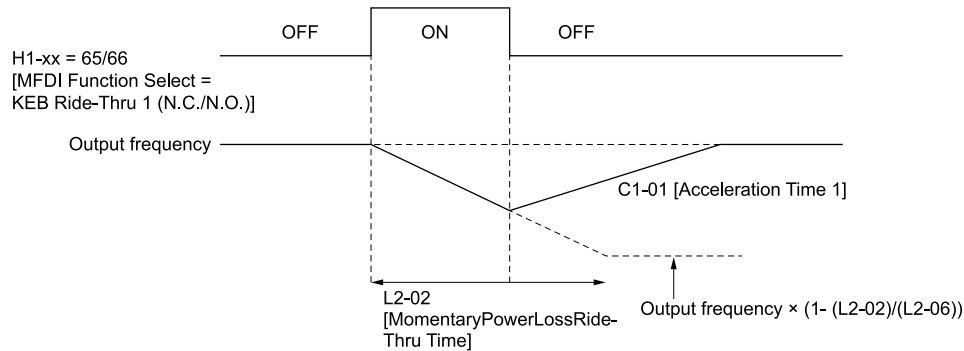 OFF
ON
OFF
H1-xx = 65/66
[MFDI Function Select =
KEB Ride-Thru 1 (N.C./N.O.)]
Output frequency
C1-01 [Acceleration Time 1]
L2-02
[MomentaryPowerLossRide-
Thru Time]
Output frequency × (1- (L2-02)/(L2-06))